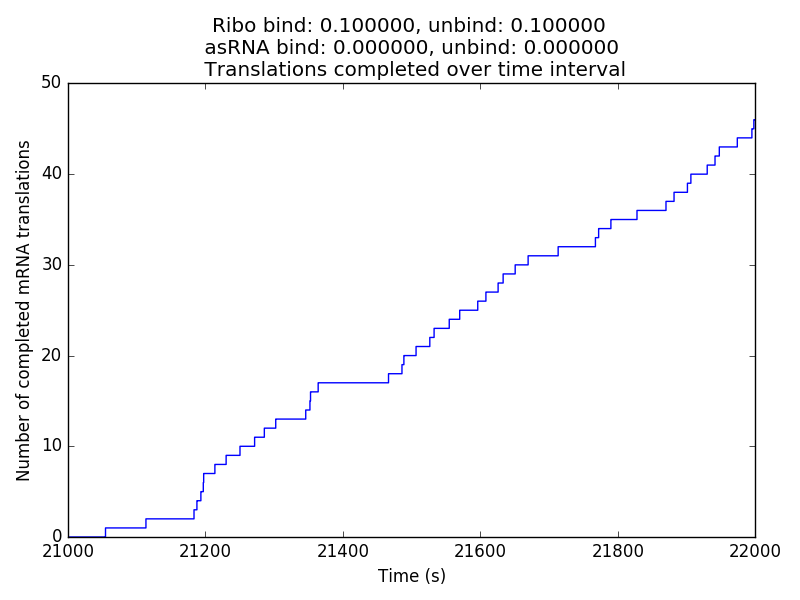 Ribo bind: 0.100000, unbind: 0.100000
asRNA bind: 0.000000, unbind: 0.000000
Translations completed over time interval
50
40
30
20
10
0
Number of completed mRNA translations
21000 21200 21400 21600 21800 22000
Time (s)